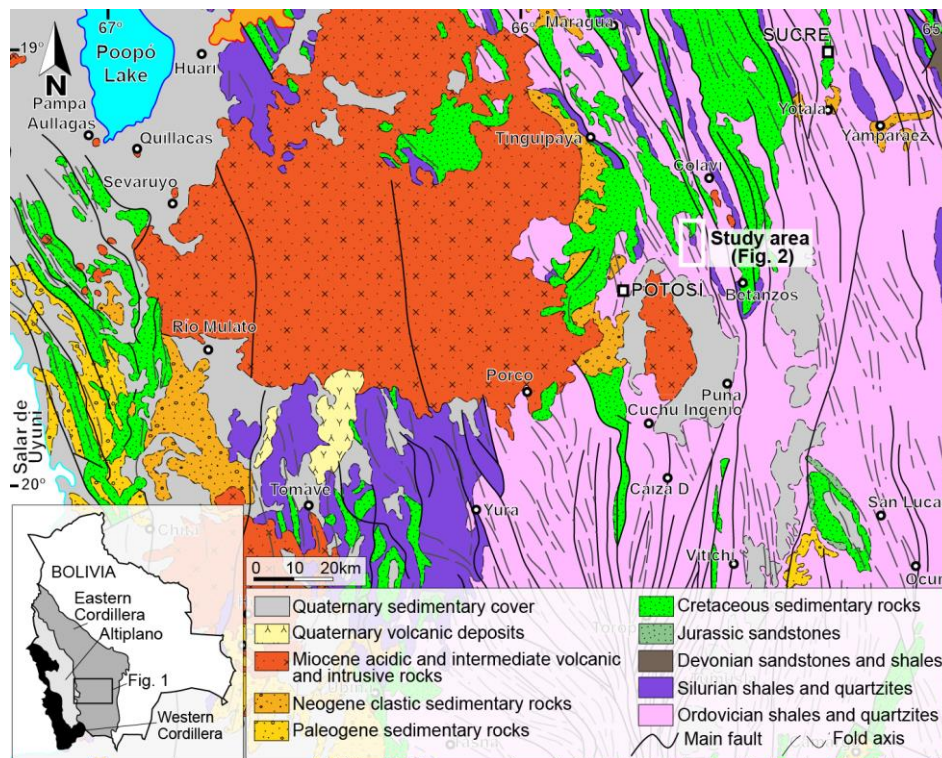 67°
66°
65
19°
Poopó
Lake
Huari
Maragua
SUCRE
N
Pampa
Aullagas
Quillacas
Tinguipaya
Yotala
Yamparáez
Sevaruyo
Colavi
Study area
(Fig. 2)
POTOSÍ
Betanzos
Río Mulato
Porco
Puna
Cuchu Ingenio
Salar de
Uyuni
20°
Caiza D
Tomave
Yura
San Lucas
Chita
Vitichi
Ocurí
BOLIVIA
Eastern
Cordillera
Altiplano
Fig. 1
Western
Cordillera
0 10 20km
Quaternary sedimentary cover
Quaternary volcanic deposits
Miocene acidic and intermediate volcanic
and intrusive rocks
Neogene clastic sedimentary rocks
Paleogene sedimentary rocks
Cretaceous sedimentary rocks
Jurassic sandstones
Devonian sandstones and shales
Silurian shales and quartzites
Ordovician shales and quartzites
Main fault
Fold axis